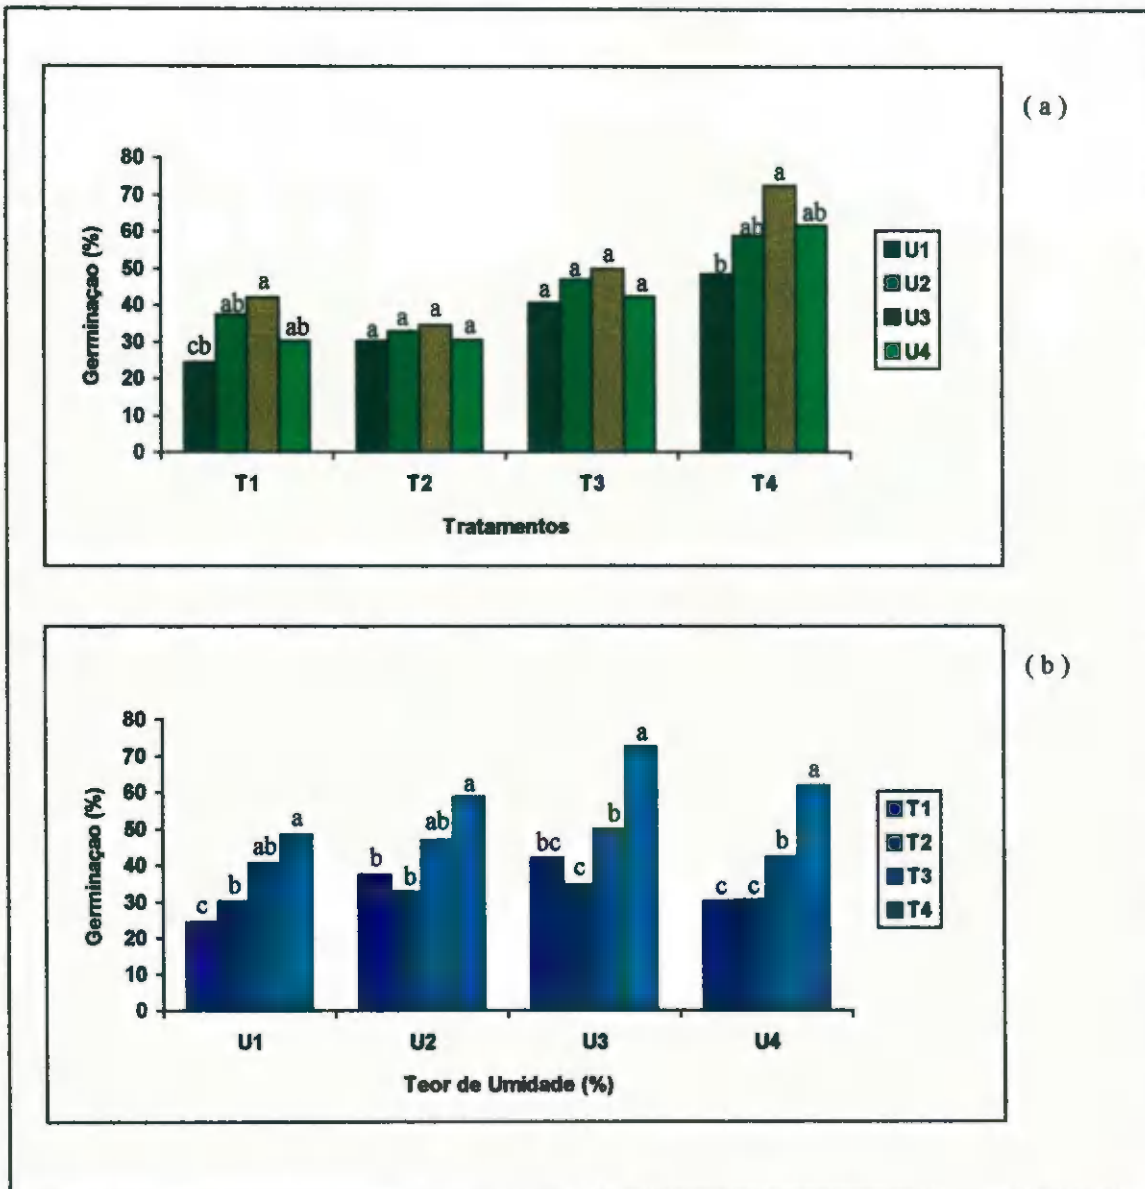 ( a )
80
70
60
50
40
30
20
10
0
Germinaçao (%)
cb ab a ab
a a a a
a a a a
b ab a ab
T1 T2 T3 T4
Tratamentos
U1
U2
U3
U4
( b )
80
70
60
50
40
30
20
10
0
Germinaçao (%)
c b ab a
b b ab a
bc c b a
c c b a
U1 U2 U3 U4
Teor de Umidade (%)
T1
T2
T3
T4